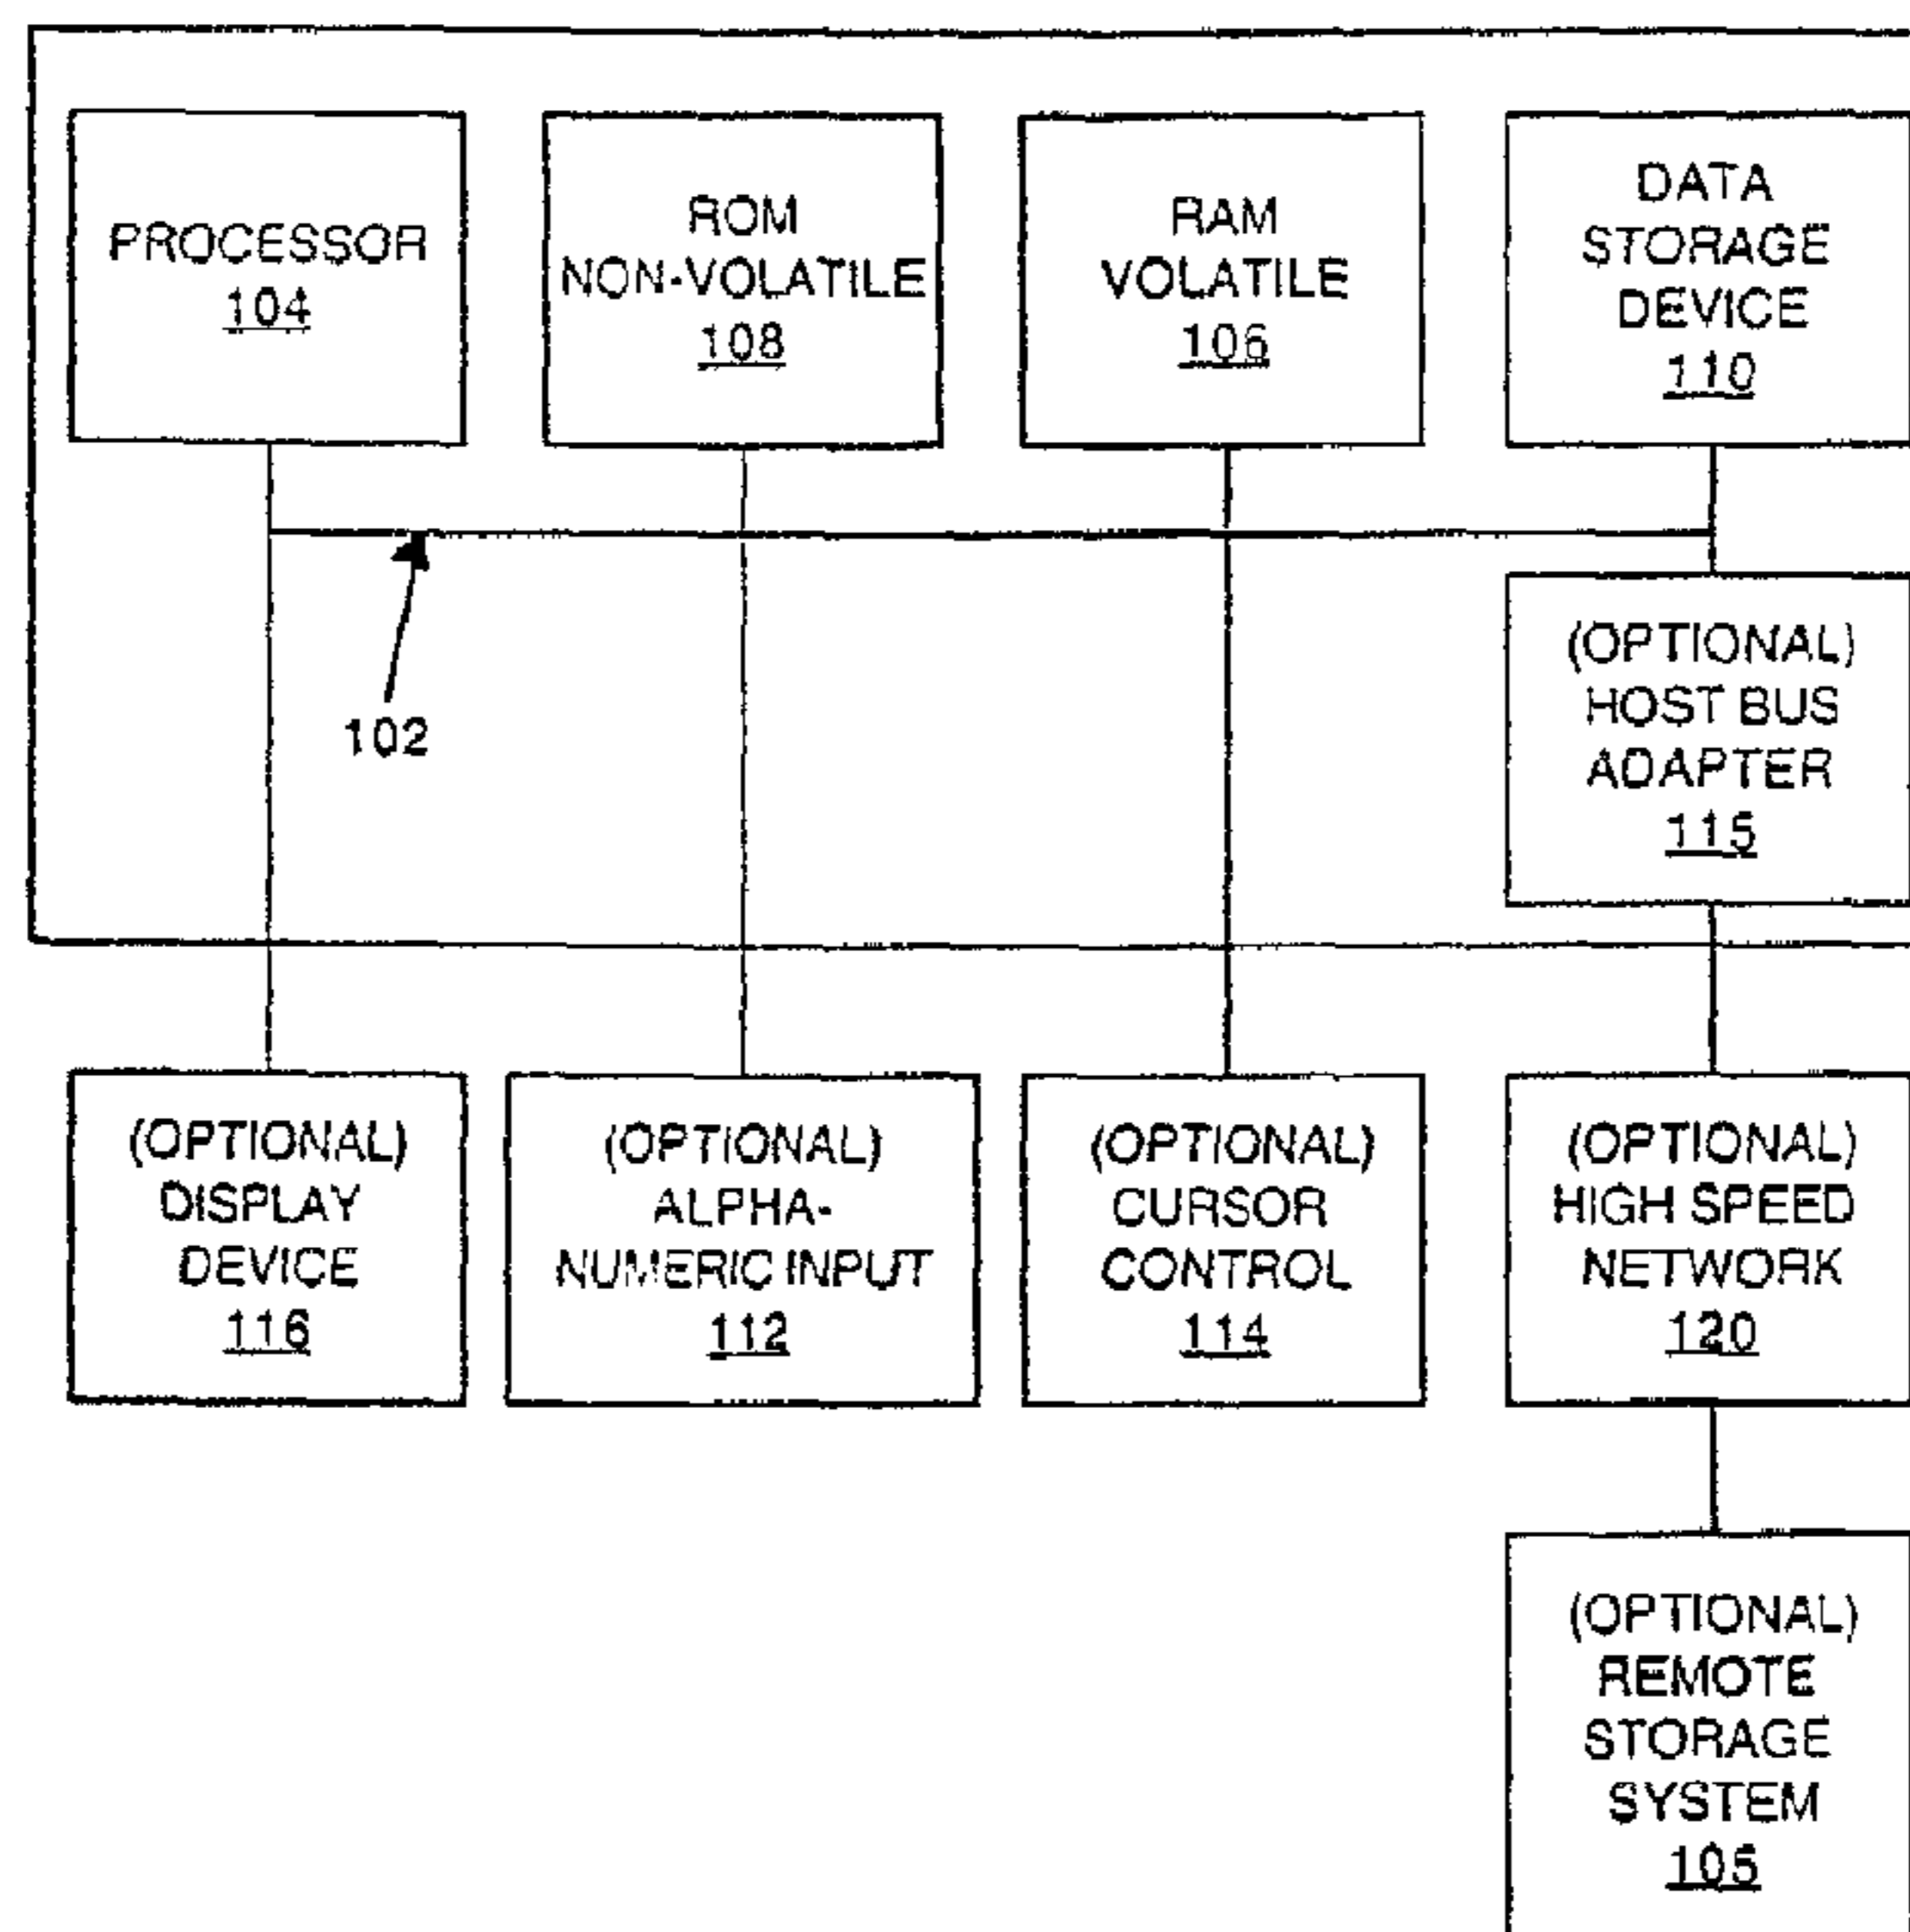 PROCESSOR
104
ROM
NON-VOLATILE
108
RAM
VOLATILE
106
DATA
STORAGE
DEVICE
110
102
(OPTIONAL)
HOST BUS
ADAPTER
115
(OPTIONAL)
DISPLAY
DEVICE
116
(OPTIONAL)
ALPHA-
NUMERIC INPUT
112
(OPTIONAL)
CURSOR
CONTROL
114
(OPTIONAL)
HIGH SPEED
NETWORK
120
(OPTIONAL)
REMOTE
STORAGE
SYSTEM
105